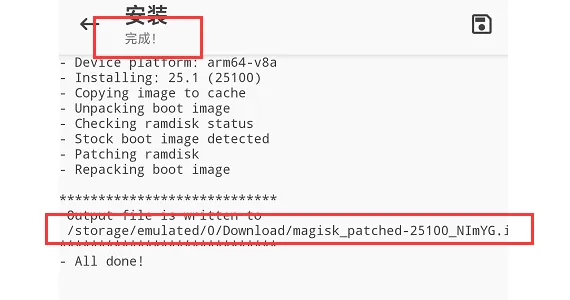 安装
完成！
- Device platform: arm64-v8a
- Installing: 25.1 (25100)
- Copying image to cache
- Unpacking boot image
- Checking ramdisk status
- Stock boot image detected
- Patching ramdisk
- Repacking boot image
****************************
Output file is written to
/storage/emulated/0/Download/magisk_patched-25100_NImYG.i
****************************
- All done!